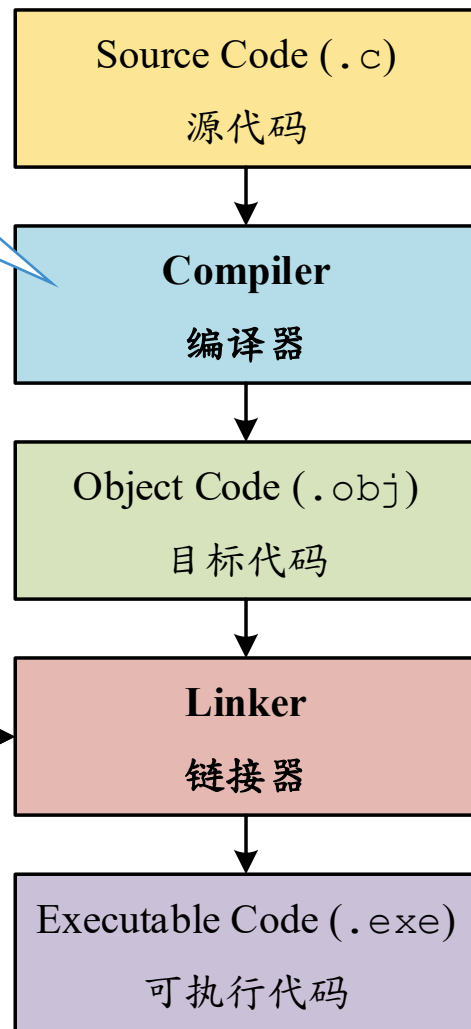 Source Code (.c)
源代码
Compiler
编译器
Object Code (.obj)
目标代码
Linker
链接器
Executable Code (.exe)
可执行代码